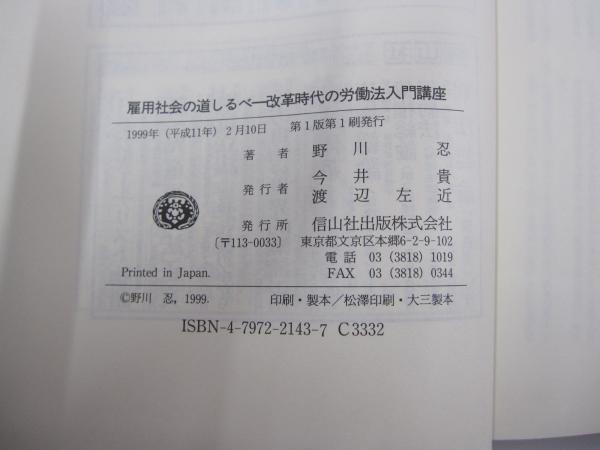 雇用社会の道しるべ―改革時代の労働法入門講座
1999年（平成11年）2月10日　第1版第1刷発行
著者　野川　忍
発行者　今井　貴
渡辺左近
発行所　信山社出版株式会社
〔〒113-0033〕　東京都文京区本郷6-2-9-102
電話　03（3818）1019
Printed in Japan.　FAX　03（3818）0344
©野川　忍，1999.　印刷・製本／松澤印刷・大三製本
ISBN-4-7972-2143-7 C3332